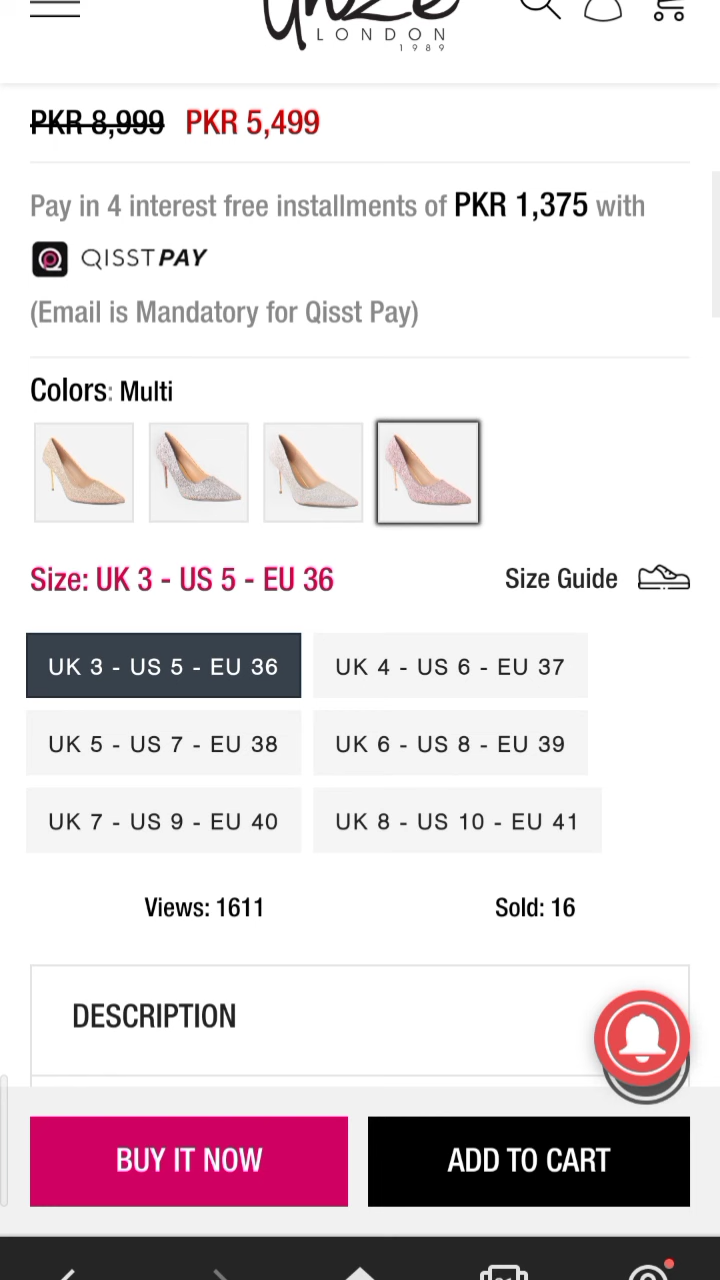 unze
LONDON
1989
PKR 8,999 PKR 5,499
Pay in 4 interest free installments of PKR 1,375 with
QISSTPAY
(Email is Mandatory for Qisst Pay)
Colors: Multi
Size: UK 3 - US 5 - EU 36
Size Guide
UK 3 - US 5 - EU 36
UK 4 - US 6 - EU 37
UK 5 - US 7 - EU 38
UK 6 - US 8 - EU 39
UK 7 - US 9 - EU 40
UK 8 - US 10 - EU 41
Views: 1611
Sold: 16
DESCRIPTION
BUY IT NOW
ADD TO CART